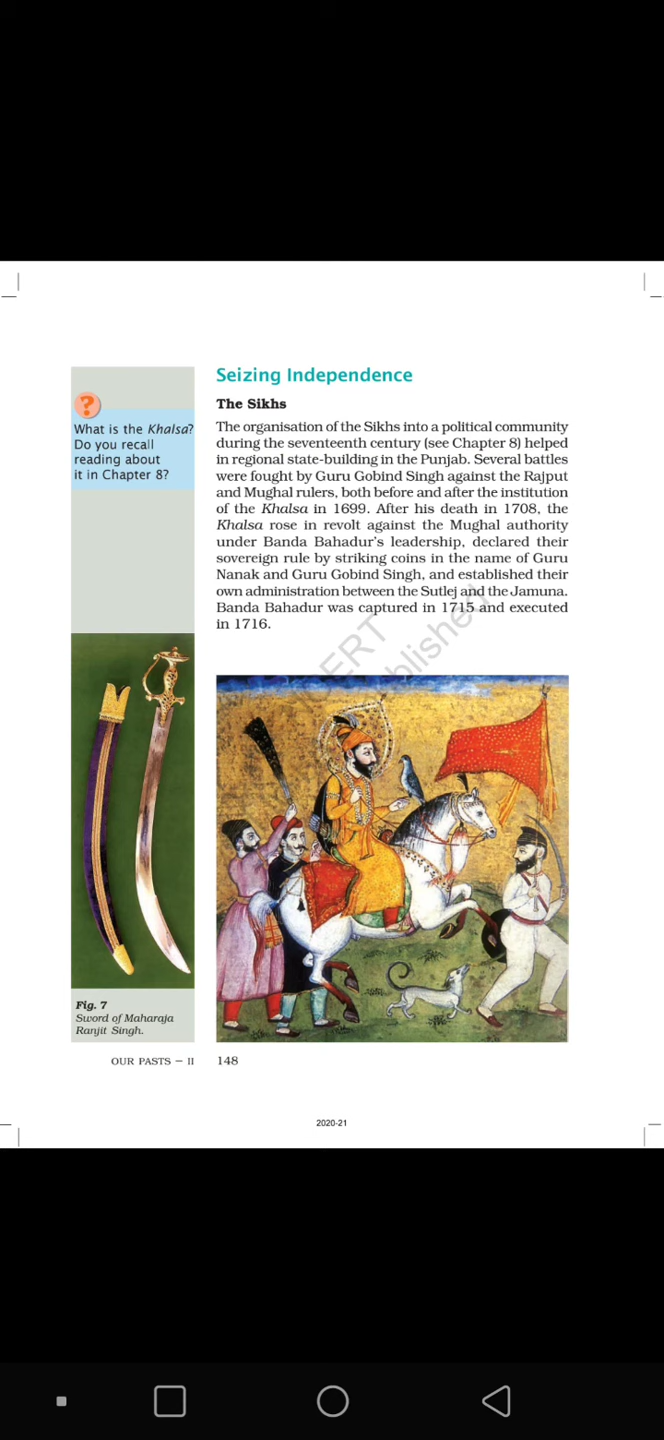 Seizing Independence
The Sikhs
The organisation of the Sikhs into a political community
during the seventeenth century (see Chapter 8) helped
in regional state-building in the Punjab. Several battles
were fought by Guru Gobind Singh against the Rajput
and Mughal rulers, both before and after the institution
of the Khalsa in 1699. After his death in 1708, the
Khalsa rose in revolt against the Mughal authority
under Banda Bahadur's leadership, declared their
sovereign rule by striking coins in the name of Guru
Nanak and Guru Gobind Singh, and established their
own administration between the Sutlej and the Jamuna.
Banda Bahadur was captured in 1715 and executed
in 1716.
?
What is the Khalsa?
Do you recall
reading about
it in Chapter 8?
Fig. 7
Sword of Maharaja
Ranjit Singh.
OUR PASTS – II 148
2020-21